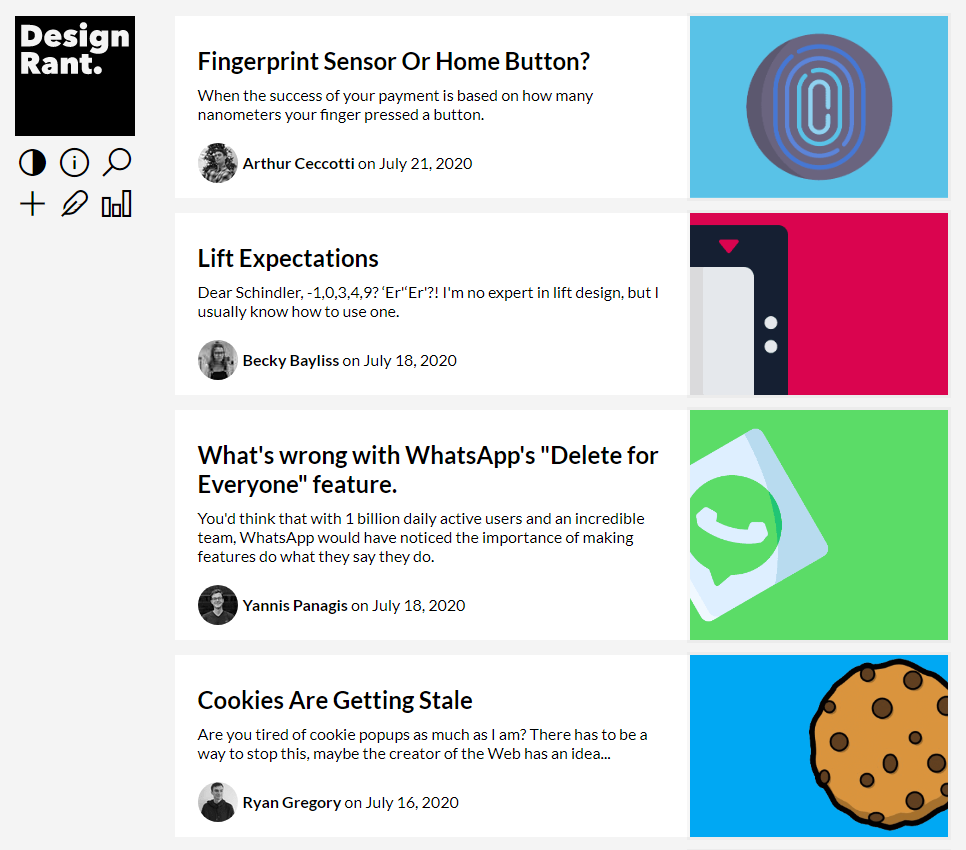 Design
Rant.
Fingerprint Sensor Or Home Button?
When the success of your payment is based on how many
nanometers your finger pressed a button.
Arthur Ceccotti on July 21, 2020
Lift Expectations
Dear Schindler, -1,0,3,4,9? ‘Er'‘Er'?! I'm no expert in lift design, but I
usually know how to use one.
Becky Bayliss on July 18, 2020
What's wrong with WhatsApp's "Delete for
Everyone" feature.
You'd think that with 1 billion daily active users and an incredible
team, WhatsApp would have noticed the importance of making
features do what they say they do.
Yannis Panagis on July 18, 2020
Cookies Are Getting Stale
Are you tired of cookie popups as much as I am? There has to be a
way to stop this, maybe the creator of the Web has an idea...
Ryan Gregory on July 16, 2020